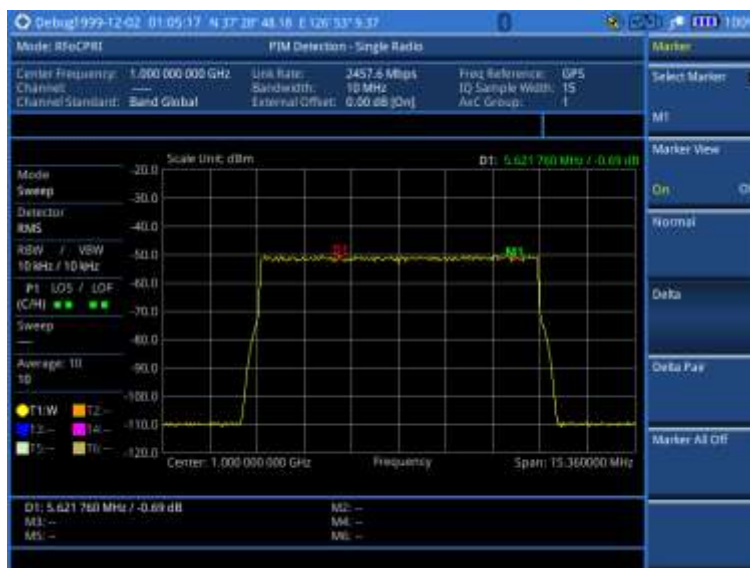 Debug1999-12-02 01:05:17 N 37° 28' 48.18 E 126° 53' 9.37
100%
Mode: RFoCPRI
PIM Detection - Single Radio
Marker
Center Frequency: 1.000 000 000 GHz
Link Rate: 2457.6 Mbps
Freq Reference: GPS
Channel: ----
Bandwidth: 10 MHz
IQ Sample Width: 15
Channel Standard: Band Global
External Offset: 0.00 dB [On]
AxC Group: 1
Select Marker
M1
Marker View
On
Normal
Delta
Delta Pair
Marker All Off
Mode
Sweep
Detector
RMS
RBW / VBW
10 kHz / 10 kHz
P1 LOS / LOF
(C/H)
Sweep
---
Average: 10
10
T1:W T2:--
T3:-- T4:--
T5:-- T6:--
Scale Unit: dBm
D1: 5.621 760 MHz / -0.69 dB
-20.0
-30.0
-40.0
-50.0
-60.0
-70.0
-80.0
-90.0
-100.0
-110.0
-120.0
D1
M1
Center: 1.000 000 000 GHz
Frequency
Span: 15.360000 MHz
D1: 5.621 760 MHz / -0.69 dB
M2: --
M3: --
M4: --
M5: --
M6: --